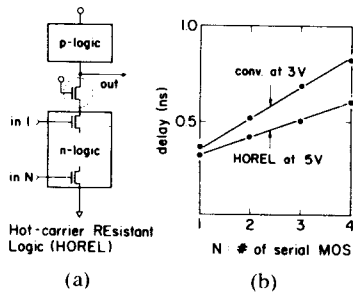 p-logic
out
in 1
n-logic
in N
Hot-carrier REsistant
Logic (HOREL)
(a)
delay (ns)
1.0
0.5
0
conv. at 3V
HOREL at 5V
1
2
3
4
N : # of serial MOS
(b)